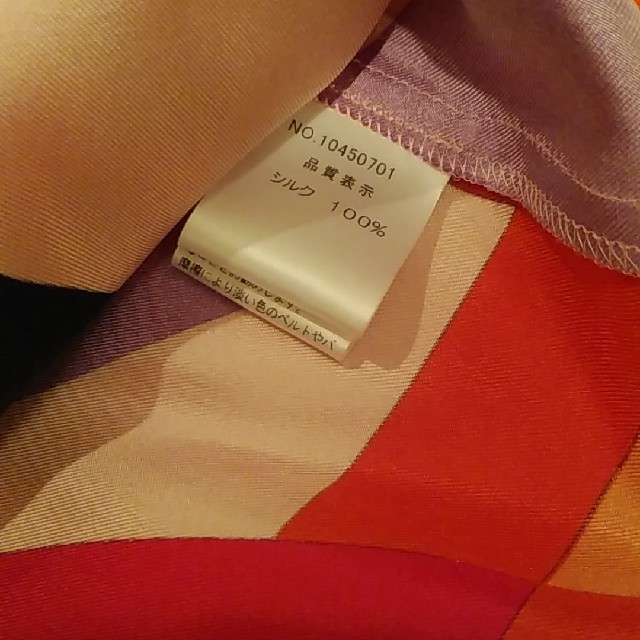 NO.10450701
品質表示
シルク 100%
摩擦により淡い色のベルトやバ